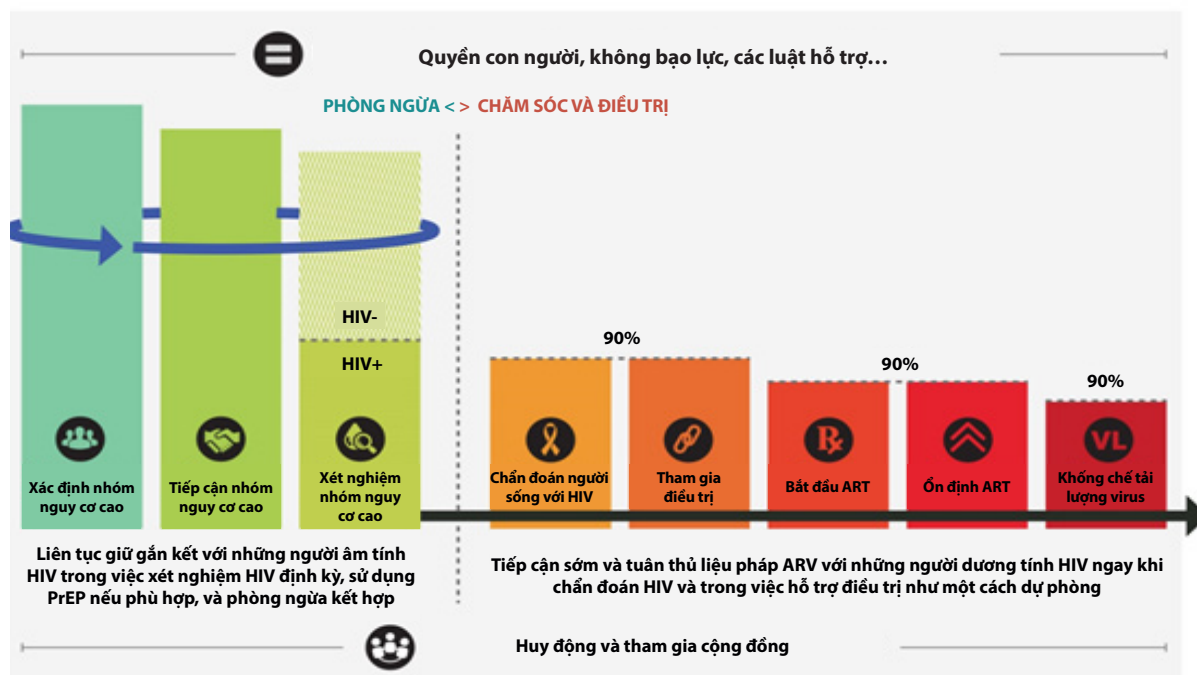 Quyền con người, không bạo lực, các luật hỗ trợ...
PHÒNG NGỪA < > CHĂM SÓC VÀ ĐIỀU TRỊ
HIV-
HIV+
90%
90%
90%
Xác định nhóm
nguy cơ cao
Tiếp cận nhóm
nguy cơ cao
Xét nghiệm
nhóm nguy
cơ cao
Chẩn đoán người
sống với HIV
Tham gia
điều trị
Bắt đầu ART
Ổn định ART
VL
Khống chế tải
lượng virus
Liên tục giữ gắn kết với những người âm tính
HIV trong việc xét nghiệm HIV định kỳ, sử dụng
PrEP nếu phù hợp, và phòng ngừa kết hợp
Tiếp cận sớm và tuân thủ liệu pháp ARV với những người dương tính HIV ngay khi
chẩn đoán HIV và trong việc hỗ trợ điều trị như một cách dự phòng
Huy động và tham gia cộng đồng